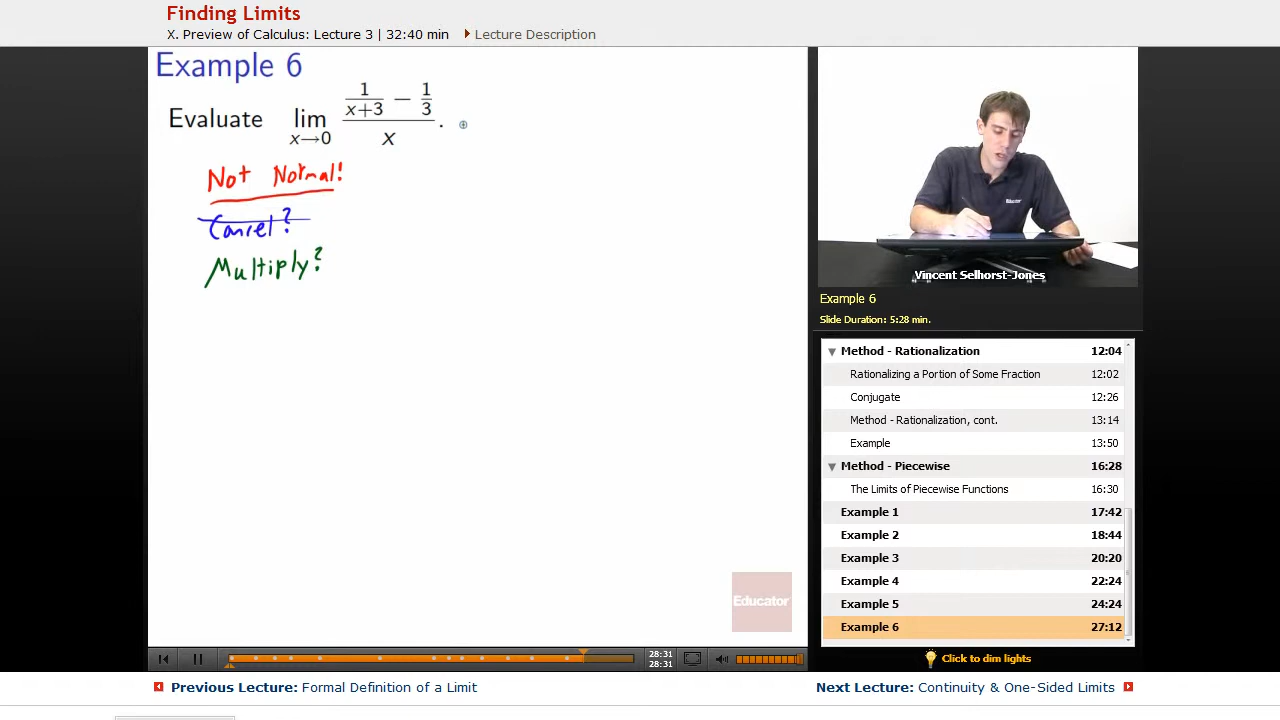 Finding Limits
X. Preview of Calculus: Lecture 3 | 32:40 min
Lecture Description
Example 6
Evaluate lim x→0 (1/(x+3) − 1/3)/x.
Not Normal!
Cancel?
Multiply?
Educator
Educator
Vincent Selhorst-Jones
Example 6
Slide Duration: 5:28 min.
Method - Rationalization 12:04
Rationalizing a Portion of Some Fraction 12:02
Conjugate 12:26
Method - Rationalization, cont. 13:14
Example 13:50
Method - Piecewise 16:28
The Limits of Piecewise Functions 16:30
Example 1 17:42
Example 2 18:44
Example 3 20:20
Example 4 22:24
Example 5 24:24
Example 6 27:12
28:31
28:31
Click to dim lights
Previous Lecture: Formal Definition of a Limit
Next Lecture: Continuity & One-Sided Limits